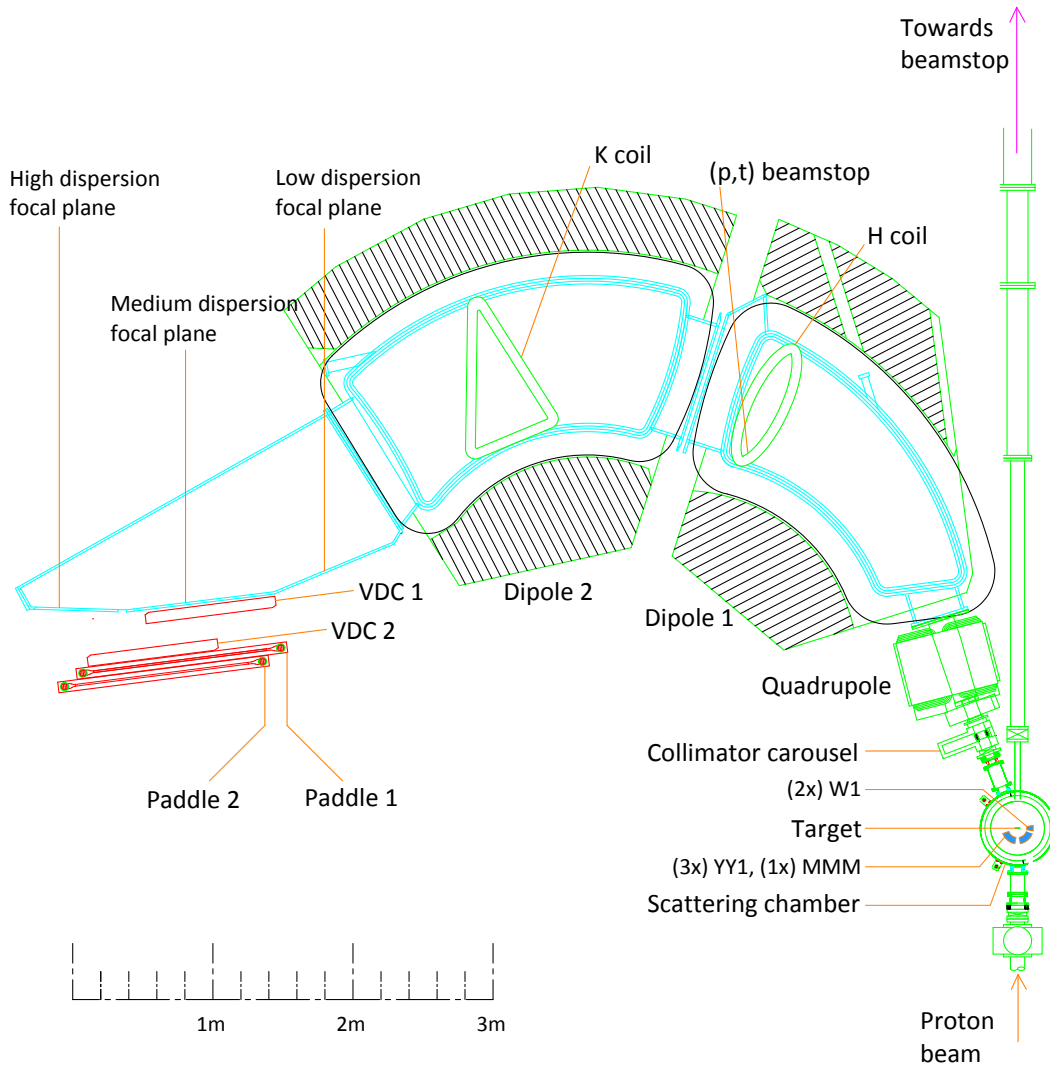 Towards
beamstop
K coil
(p,t) beamstop
High dispersion
focal plane
Low dispersion
focal plane
H coil
Medium dispersion
focal plane
VDC 1
Dipole 2
Dipole 1
VDC 2
Quadrupole
Collimator carousel
(2x) W1
Paddle 2
Paddle 1
Target
(3x) YY1, (1x) MMM
Scattering chamber
1m
2m
3m
Proton
beam